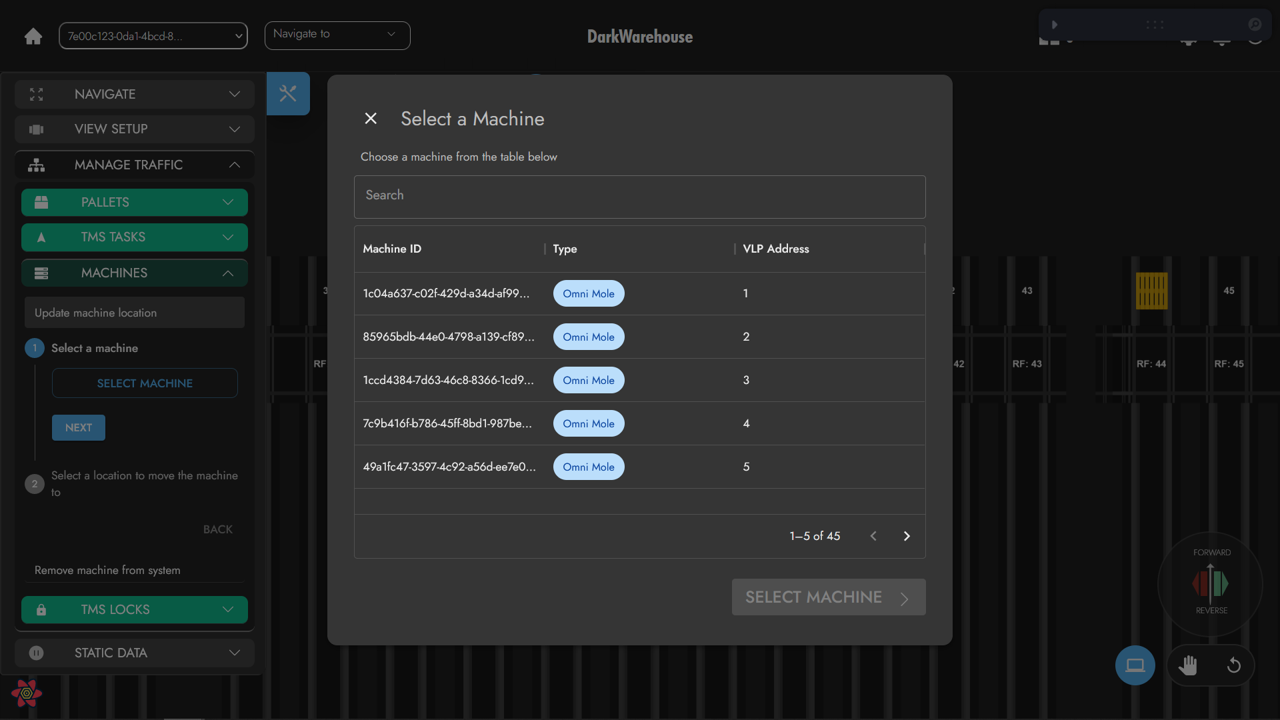 7e00c123-0da1-4bcd-8...
Navigate to
DarkWarehouse
NAVIGATE
VIEW SETUP
MANAGE TRAFFIC
PALLETS
TMS TASKS
MACHINES
Update machine location
1 Select a machine
SELECT MACHINE
NEXT
2 Select a location to move the machine
to
BACK
Remove machine from system
TMS LOCKS
STATIC DATA
Select a Machine
Choose a machine from the table below
Search
Machine ID Type VLP Address
1c04a637-c02f-429d-a34d-af99... Omni Mole 1
85965bdb-44e0-4798-a139-cf89... Omni Mole 2
1ccd4384-7d63-46c8-8366-1cd9... Omni Mole 3
7c9b416f-b786-45ff-8bd1-987be... Omni Mole 4
49a1fc47-3597-4c92-a56d-ee7e0... Omni Mole 5
1–5 of 45
SELECT MACHINE
3
2 43 45
RF
42 RF: 43 RF: 44 RF: 45
FORWARD
REVERSE